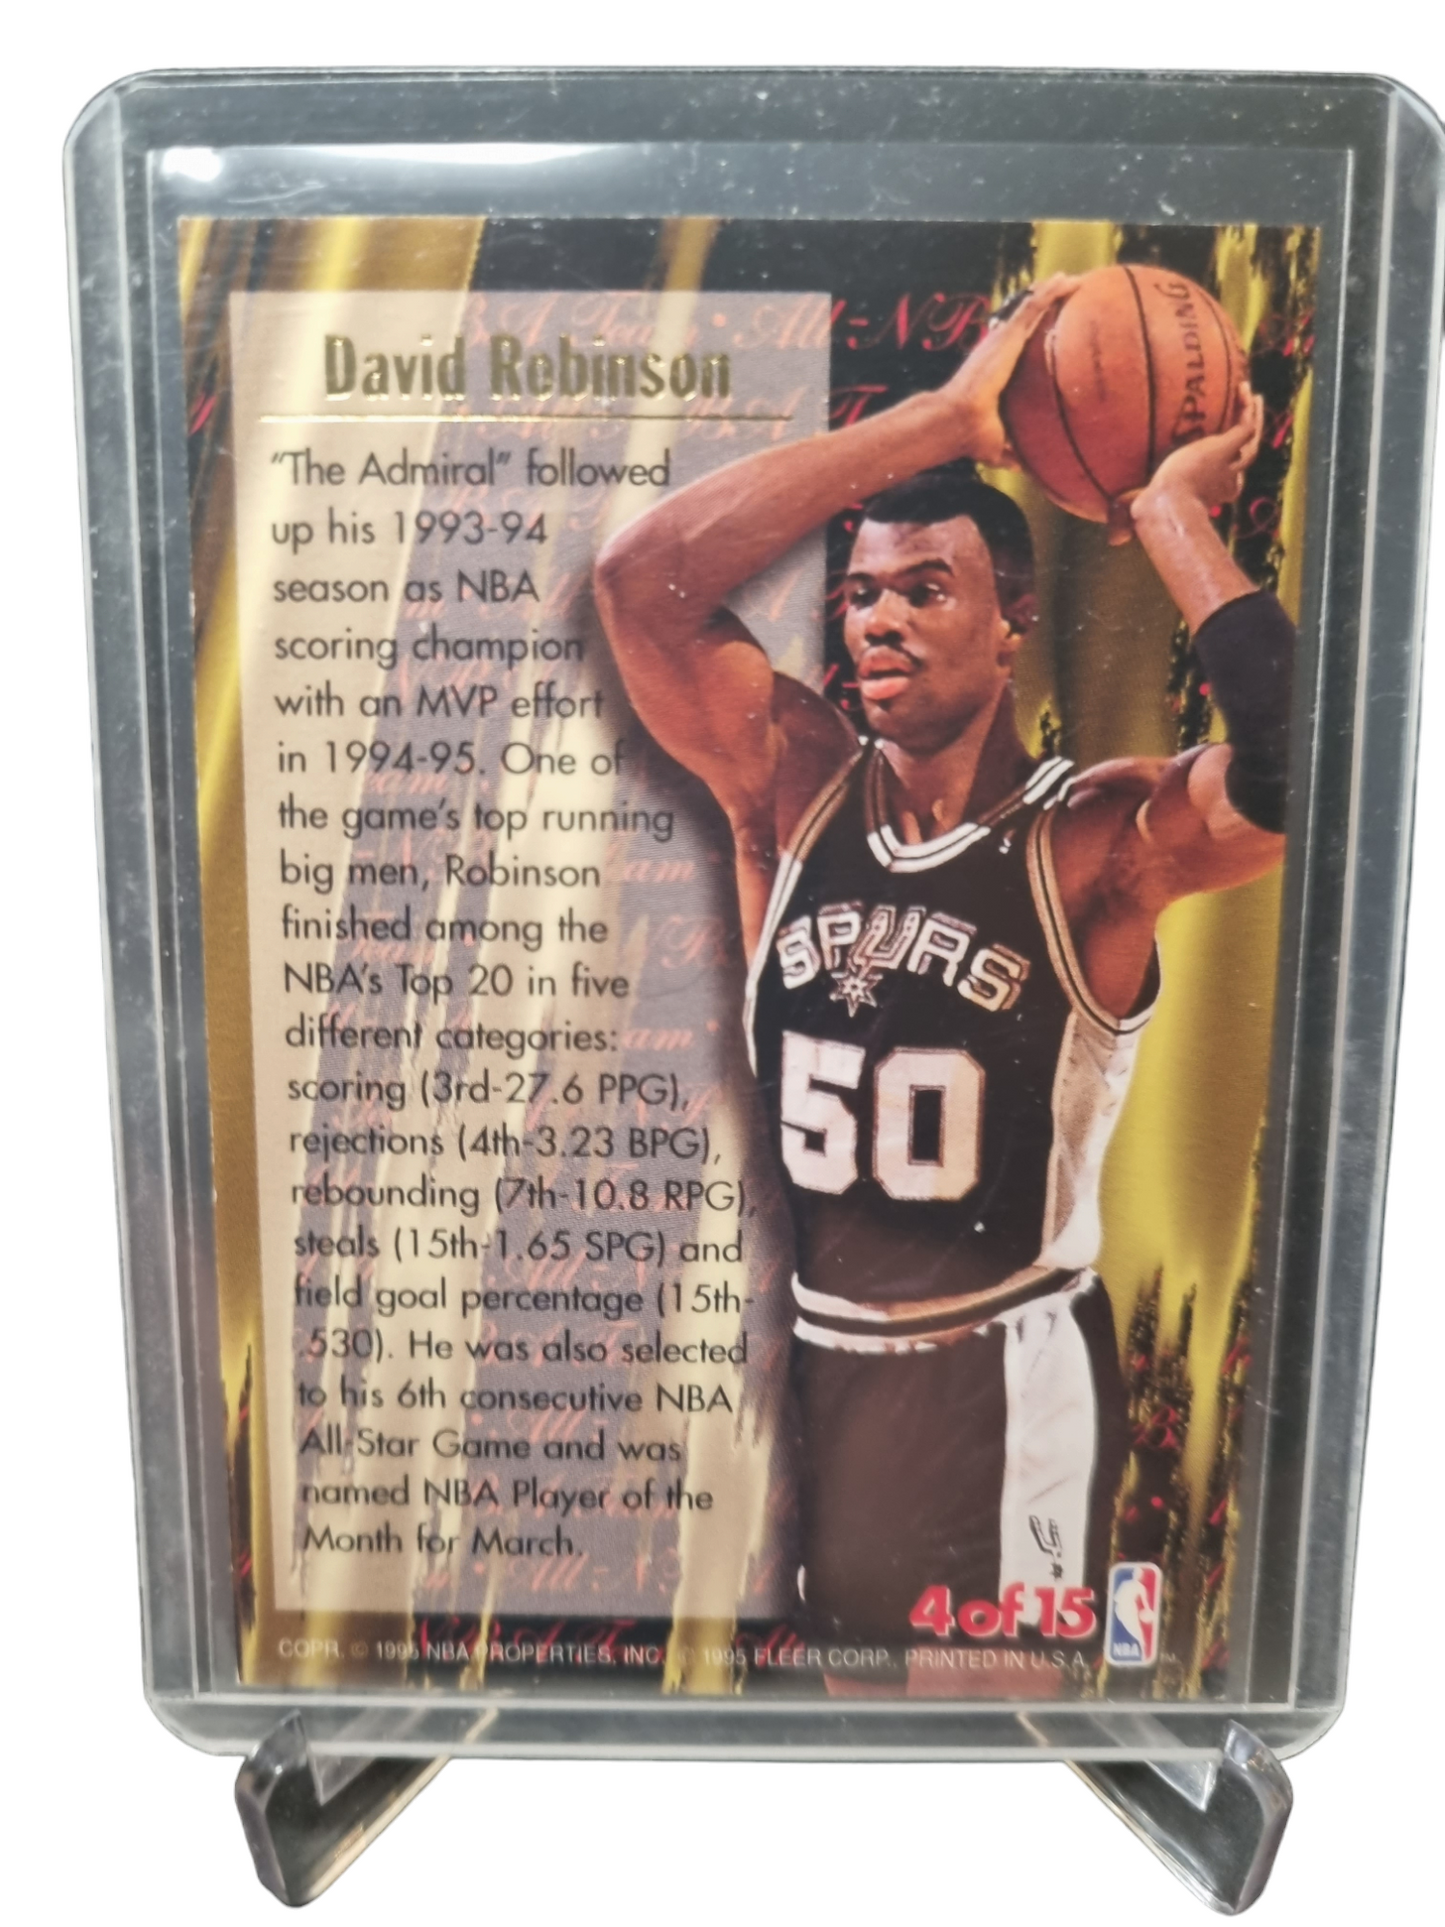 David Robinson
"The Admiral" followed
up his 1993-94
season as NBA
scoring champion
with an MVP effort
in 1994-95. One of
the game's top running
big men, Robinson
finished among the
NBA's Top 20 in five
different categories:
scoring (3rd-27.6 PPG),
rejections (4th-3.23 BPG),
rebounding (7th-10.8 RPG),
steals (15th-1.65 SPG) and
field goal percentage (15th-
.530). He was also selected
to his 6th consecutive NBA
All-Star Game and was
named NBA Player of the
Month for March.
SPALDING
SPURS
50
4 of 15
NBA
COPR. © 1995 NBA PROPERTIES, INC. © 1995 FLEER CORP., PRINTED IN U.S.A.